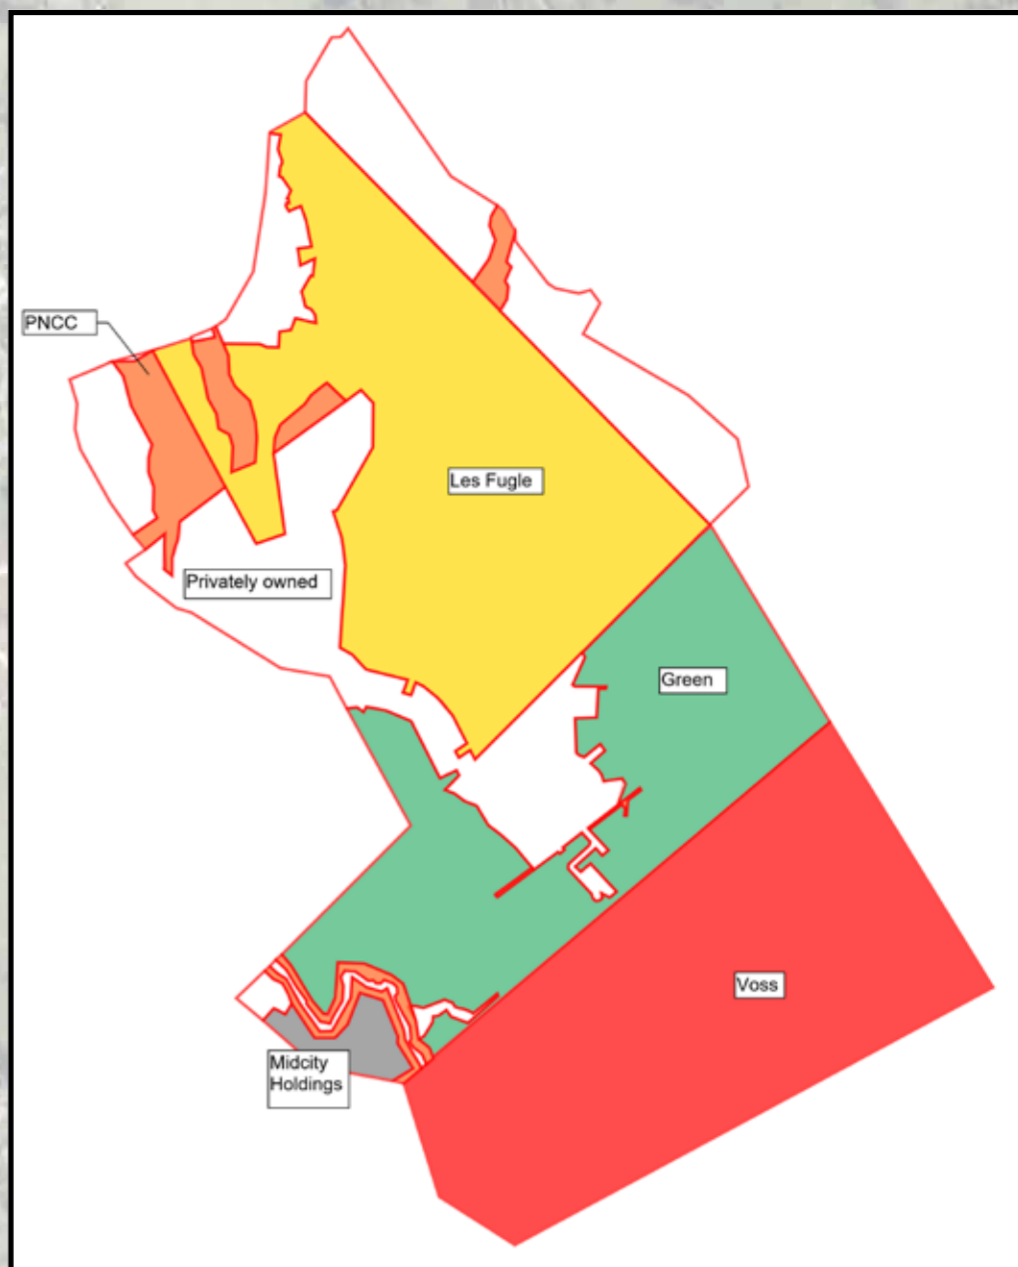 PNCC
Les Fugle
Privately owned
Green
Voss
Midcity
Holdings